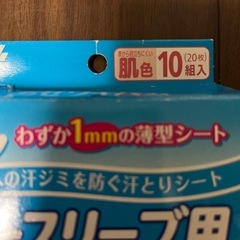 肌色 10組入
(20枚)
わずか1mmの薄型シート
の汗ジミを防ぐ汗とりシート
スリーブ用